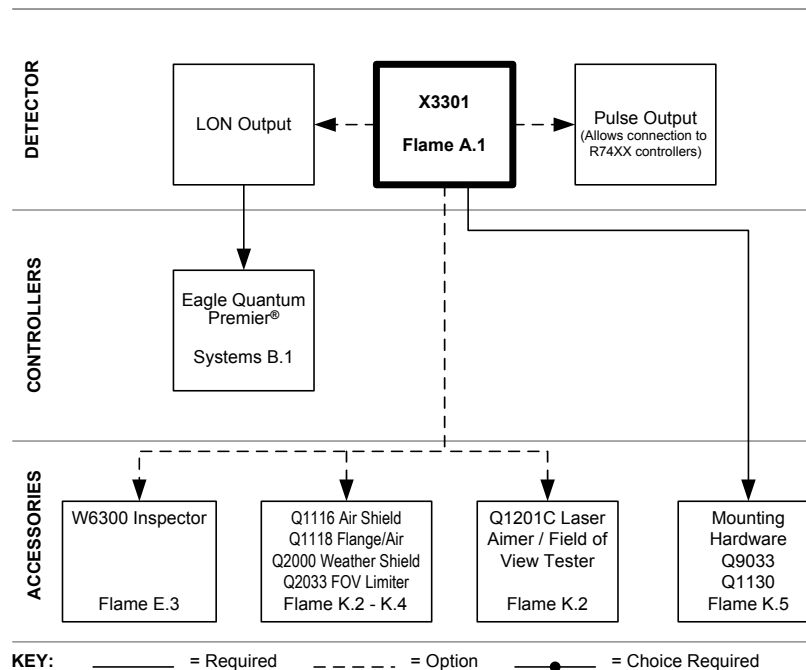 DETECTOR
LON Output
X3301
Flame A.1
Pulse Output
(Allows connection to
R74XX controllers)
CONTROLLERS
Eagle Quantum
Premier®
Systems B.1
ACCESSORIES
W6300 Inspector
Flame E.3
Q1116 Air Shield
Q1118 Flange/Air
Q2000 Weather Shield
Q2033 FOV Limiter
Flame K.2 - K.4
Q1201C Laser
Aimer / Field of
View Tester
Flame K.2
Mounting
Hardware
Q9033
Q1130
Flame K.5
KEY: = Required = Option = Choice Required